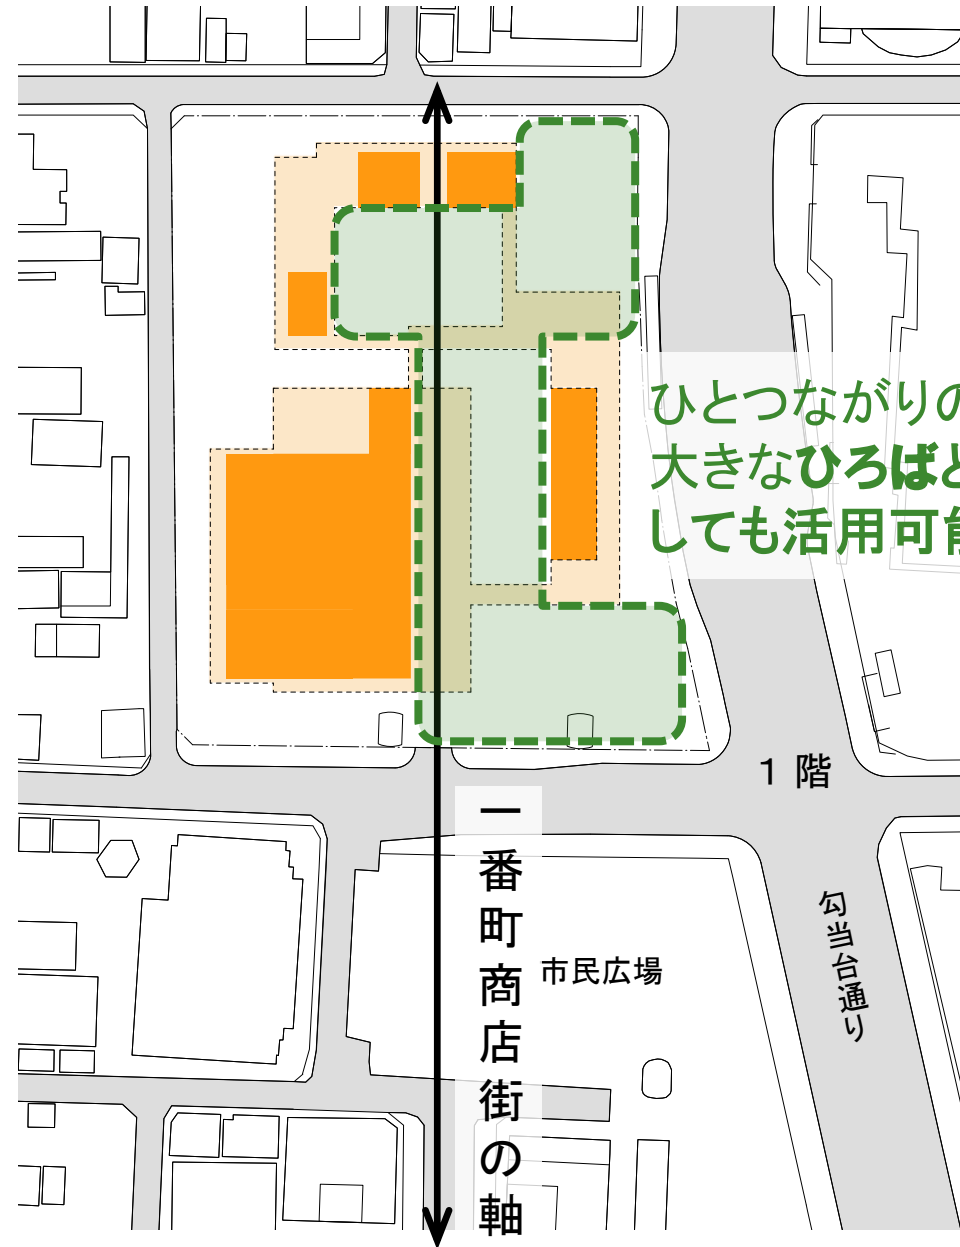 ひとつながりの
大きなひろばと
しても活用可能
1 階
一番町商店街の軸
市民広場
勾当台通り